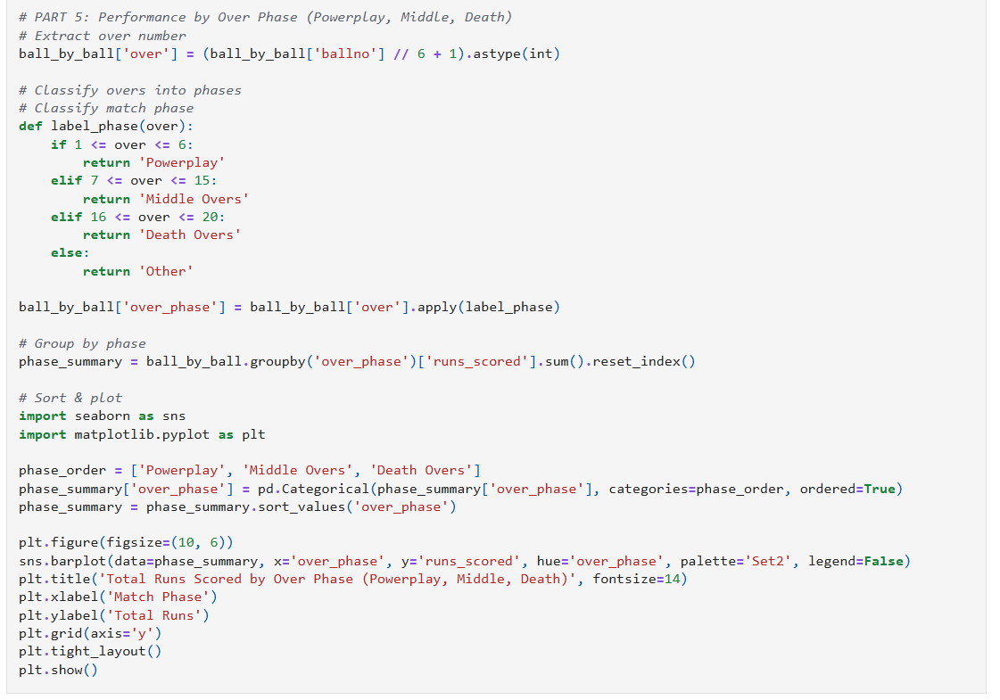 # PART 5: Performance by Over Phase (Powerplay, Middle, Death)
# Extract over number
ball_by_ball['over'] = (ball_by_ball['ballno'] // 6 + 1).astype(int)

# Classify overs into phases
# Classify match phase
def label_phase(over):
    if 1 <= over <= 6:
        return 'Powerplay'
    elif 7 <= over <= 15:
        return 'Middle Overs'
    elif 16 <= over <= 20:
        return 'Death Overs'
    else:
        return 'Other'

ball_by_ball['over_phase'] = ball_by_ball['over'].apply(label_phase)

# Group by phase
phase_summary = ball_by_ball.groupby('over_phase')['runs_scored'].sum().reset_index()

# Sort & plot
import seaborn as sns
import matplotlib.pyplot as plt

phase_order = ['Powerplay', 'Middle Overs', 'Death Overs']
phase_summary['over_phase'] = pd.Categorical(phase_summary['over_phase'], categories=phase_order, ordered=True)
phase_summary = phase_summary.sort_values('over_phase')

plt.figure(figsize=(10, 6))
sns.barplot(data=phase_summary, x='over_phase', y='runs_scored', hue='over_phase', palette='Set2', legend=False)
plt.title('Total Runs Scored by Over Phase (Powerplay, Middle, Death)', fontsize=14)
plt.xlabel('Match Phase')
plt.ylabel('Total Runs')
plt.grid(axis='y')
plt.tight_layout()
plt.show()